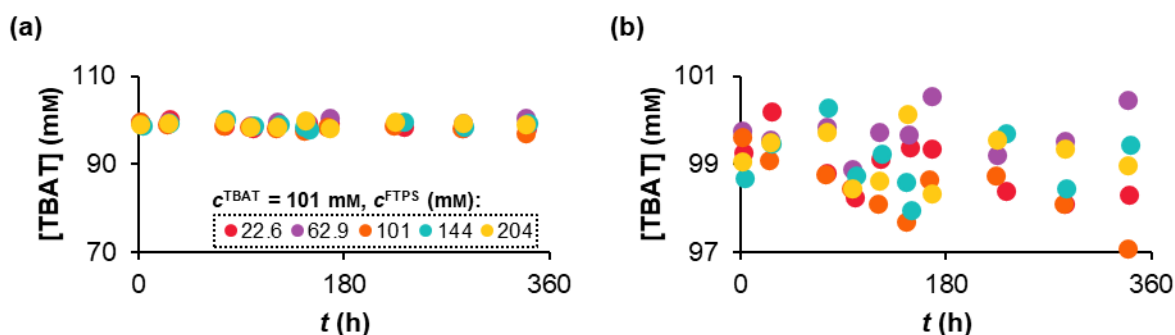 (a)
110
90
70
[TBAT] (mM)
c^TBAT = 101 mM, c^FTPS (mM):
22.6 62.9 101 144 204
0 180 360
t (h)
(b)
101
99
97
[TBAT] (mM)
0 180 360
t (h)